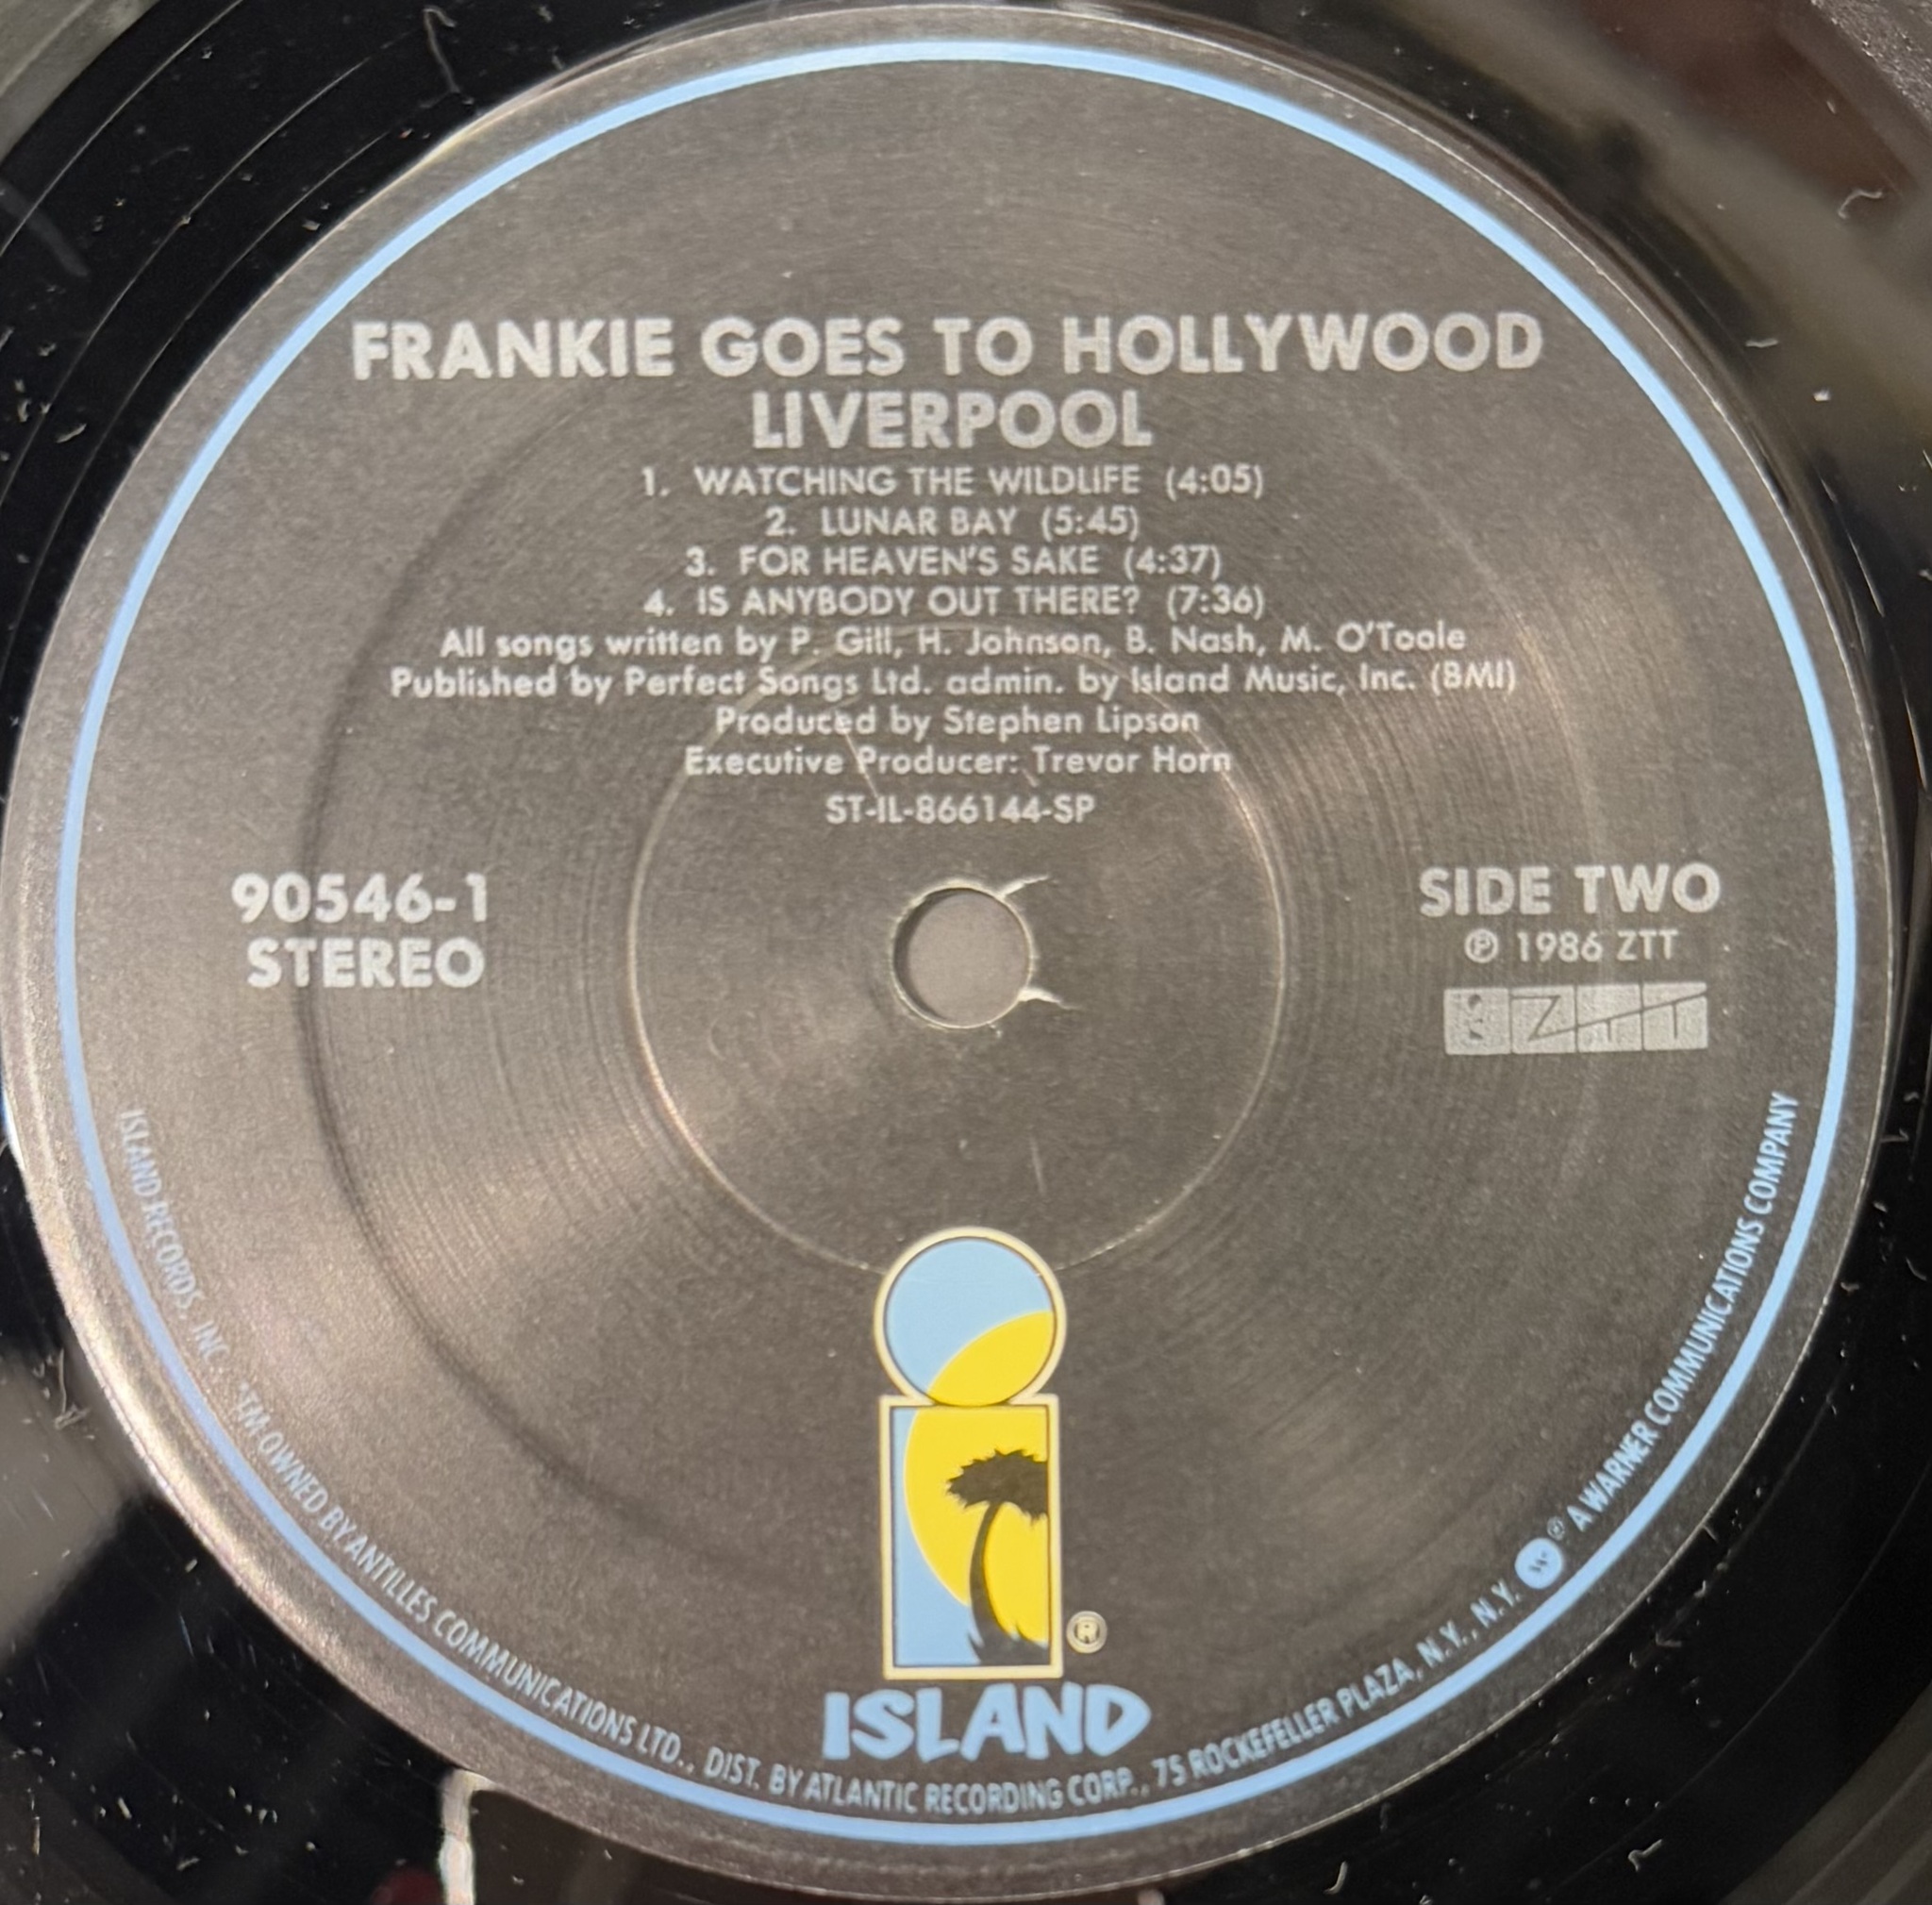 FRANKIE GOES TO HOLLYWOOD
LIVERPOOL
1. WATCHING THE WILDLIFE (4:05)
2. LUNAR BAY (5:45)
3. FOR HEAVEN'S SAKE (4:37)
4. IS ANYBODY OUT THERE? (7:36)
All songs written by P. Gill, H. Johnson, B. Nash, M. O'Toole
Published by Perfect Songs Ltd. admin. by Island Music, Inc. (BMI)
Produced by Stephen Lipson
Executive Producer: Trevor Horn
ST-IL-866144-SP
90546-1
STEREO
SIDE TWO
℗ 1986 ZTT
ZTT
®
ISLAND
ISLAND RECORDS, INC. *TM OWNED BY ANTILLES COMMUNICATIONS LTD., DIST. BY ATLANTIC RECORDING CORP., 75 ROCKEFELLER PLAZA, N.Y., N.Y. W ® A WARNER COMMUNICATIONS COMPANY